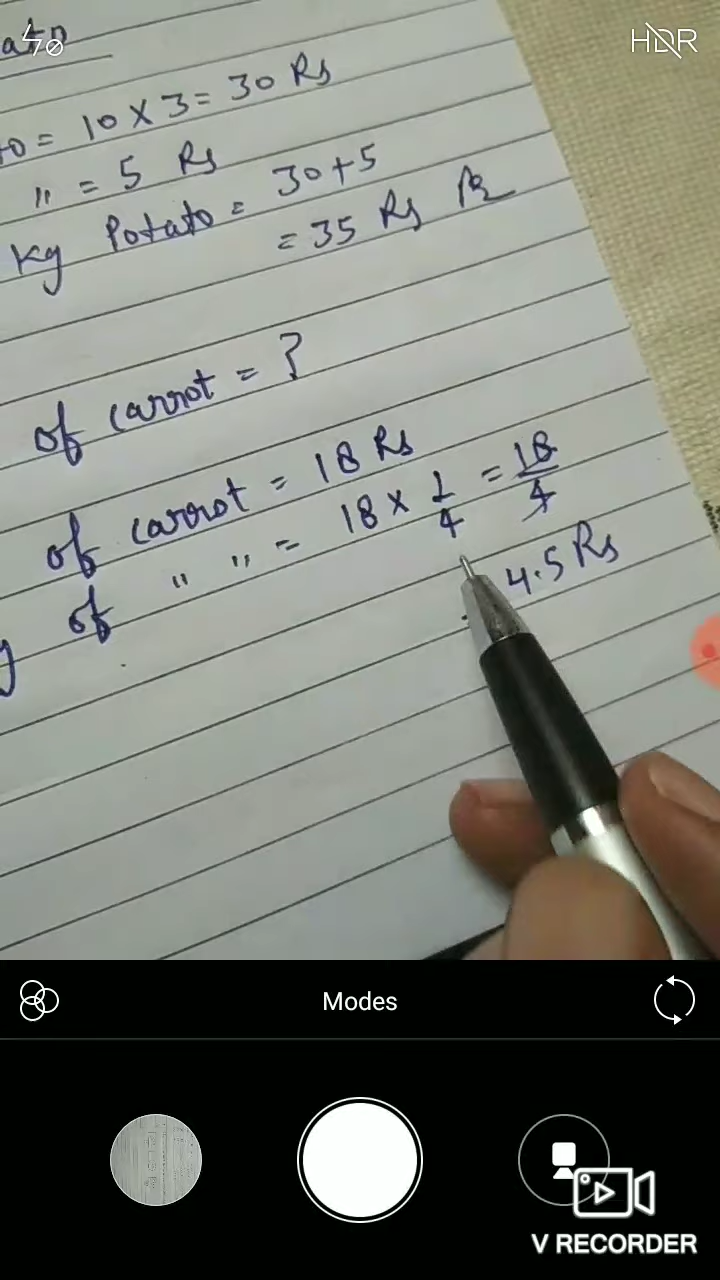 HDR
= 10 × 3 = 30 Rs
" = 5 Rs
Kg Potato = 30+5
= 35 Rs
of carrot = ?
of carrot = 18 Rs
of " " = 18 × 1/4 = 18/4
4.5 Rs
Modes
V RECORDER